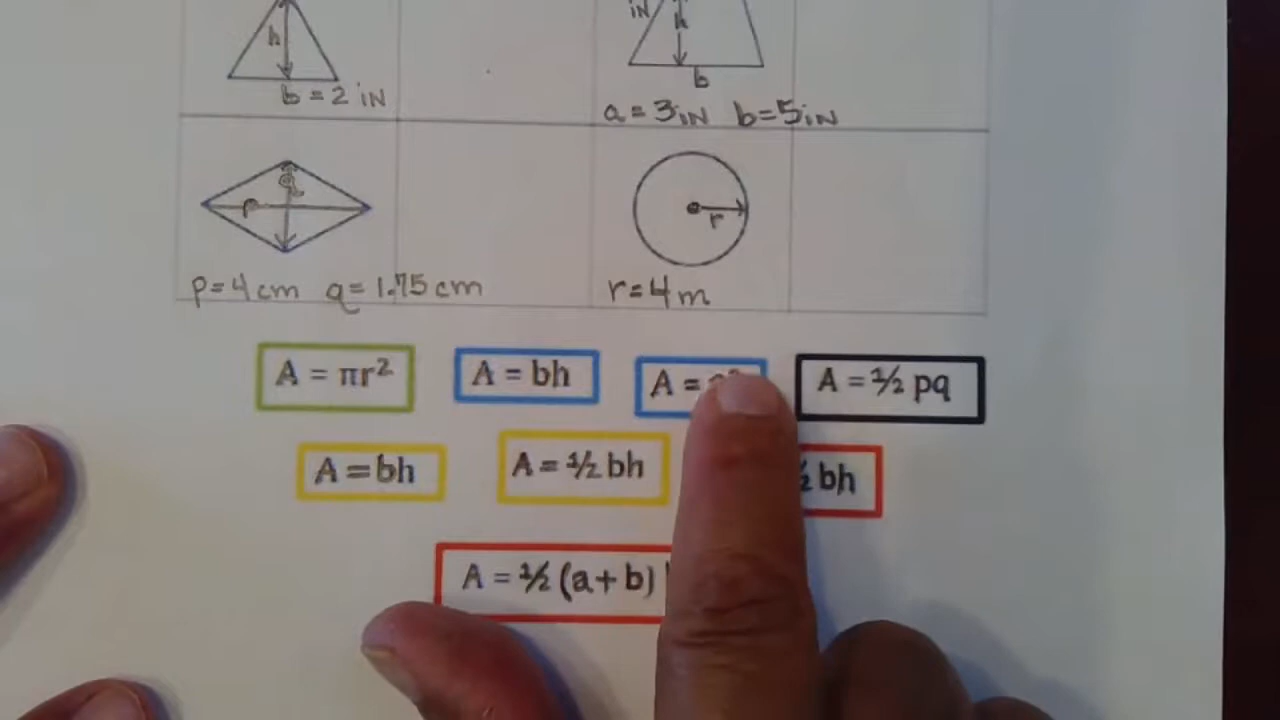 h iN h
b = 2 iN b
a = 3 iN b = 5 iN
p q r
p = 4 cm q = 1.75 cm r = 4 m
A = πr² A = bh A = A = ½ pq
A = bh A = ½ bh bh
A = ½ (a + b)